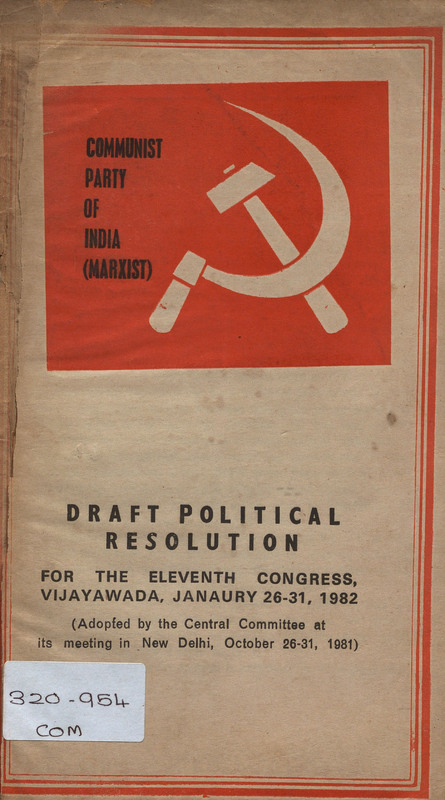 COMMUNIST
PARTY
OF
INDIA
(MARXIST)
DRAFT POLITICAL
RESOLUTION
FOR THE ELEVENTH CONGRESS,
VIJAYAWADA, JANAURY 26-31, 1982
(Adopfed by the Central Committee at
its meeting in New Delhi, October 26-31, 1981)
320-954
COM